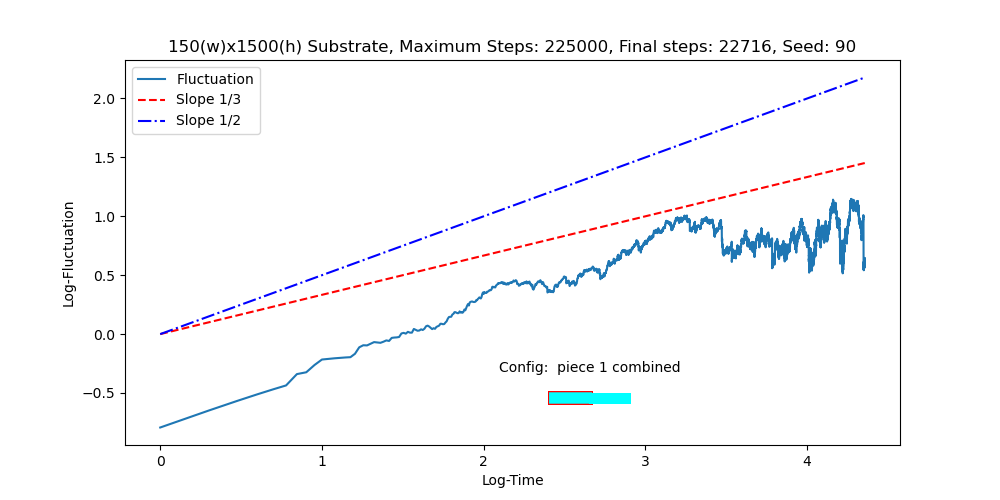 150(w)x1500(h) Substrate, Maximum Steps: 225000, Final steps: 22716, Seed: 90
Fluctuation
Slope 1/3
Slope 1/2
2.0
1.5
1.0
0.5
0.0
−0.5
Log-Fluctuation
Config:  piece 1 combined
0 1 2 3 4
Log-Time